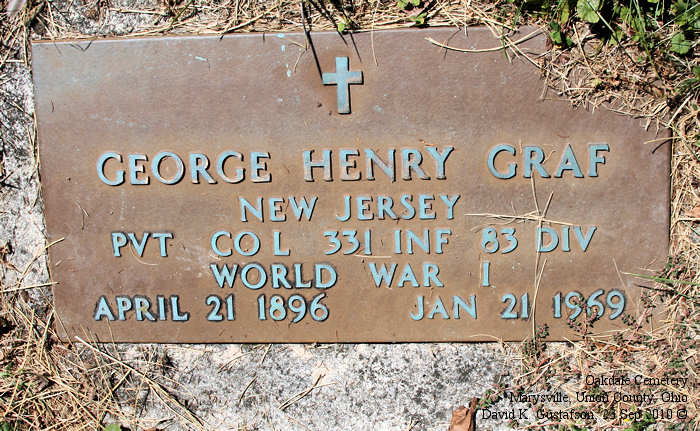 GEORGE HENRY GRAF
NEW JERSEY
PVT CO L 331 INF 83 DIV
WORLD WAR I
APRIL 21 1896 JAN 21 1969
Oakdale Cemetery
Marysville, Union County, Ohio
David K. Gustafson, 23 Sep 2010 ©